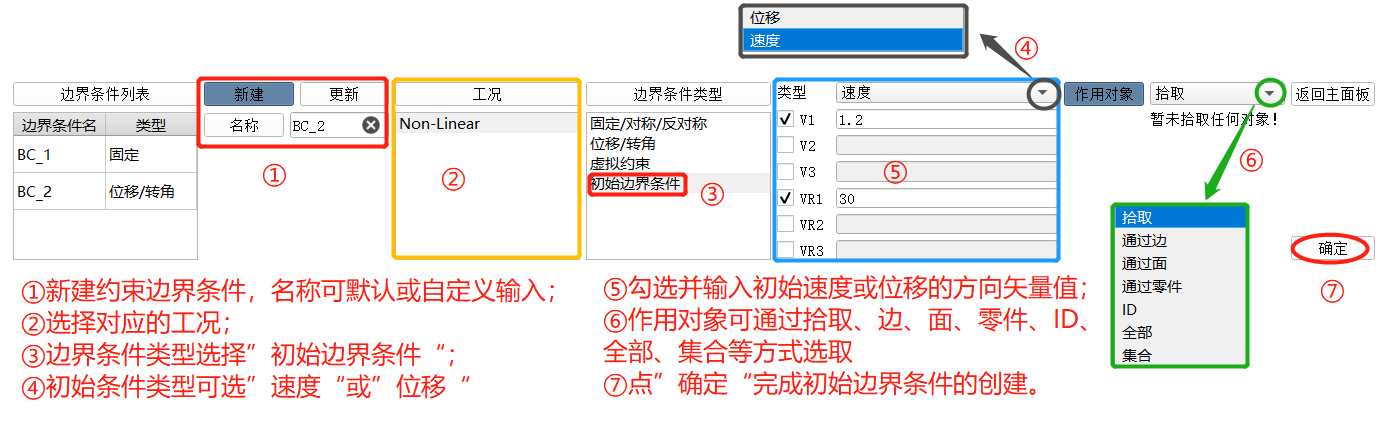 位移
速度
④
边界条件列表 新建 更新 工况 边界条件类型 类型 速度 作用对象 拾取 返回主面板
边界条件名 类型 名称 BC_2 Non-Linear 固定/对称/反对称 V1 1.2 暂未拾取任何对象!
BC_1 固定 位移/转角 V2
虚拟约束 V3
BC_2 位移/转角 初始边界条件 VR1 30
VR2
VR3
① ② ③ ⑤ ⑥
拾取
通过边
通过面
通过零件
ID
全部
集合
确定
⑦
①新建约束边界条件，名称可默认或自定义输入；
②选择对应的工况；
③边界条件类型选择”初始边界条件“；
④初始条件类型可选”速度“或”位移“
⑤勾选并输入初始速度或位移的方向矢量值；
⑥作用对象可通过拾取、边、面、零件、ID、
全部、集合等方式选取
⑦点”确定“完成初始边界条件的创建。